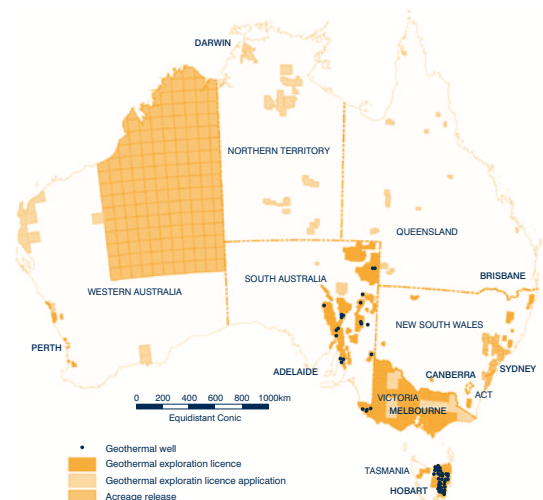 DARWIN
NORTHERN TERRITORY
QUEENSLAND
SOUTH AUSTRALIA
BRISBANE
WESTERN AUSTRALIA
NEW SOUTH WALES
PERTH
SYDNEY
ADELAIDE
CANBERRA
ACT
VICTORIA
MELBOURNE
0 200 400 600 800 1000km
Equidistant Conic
TASMANIA
HOBART
Geothermal well
Geothermal exploration licence
Geothermal exploratin licence application
Acreage release